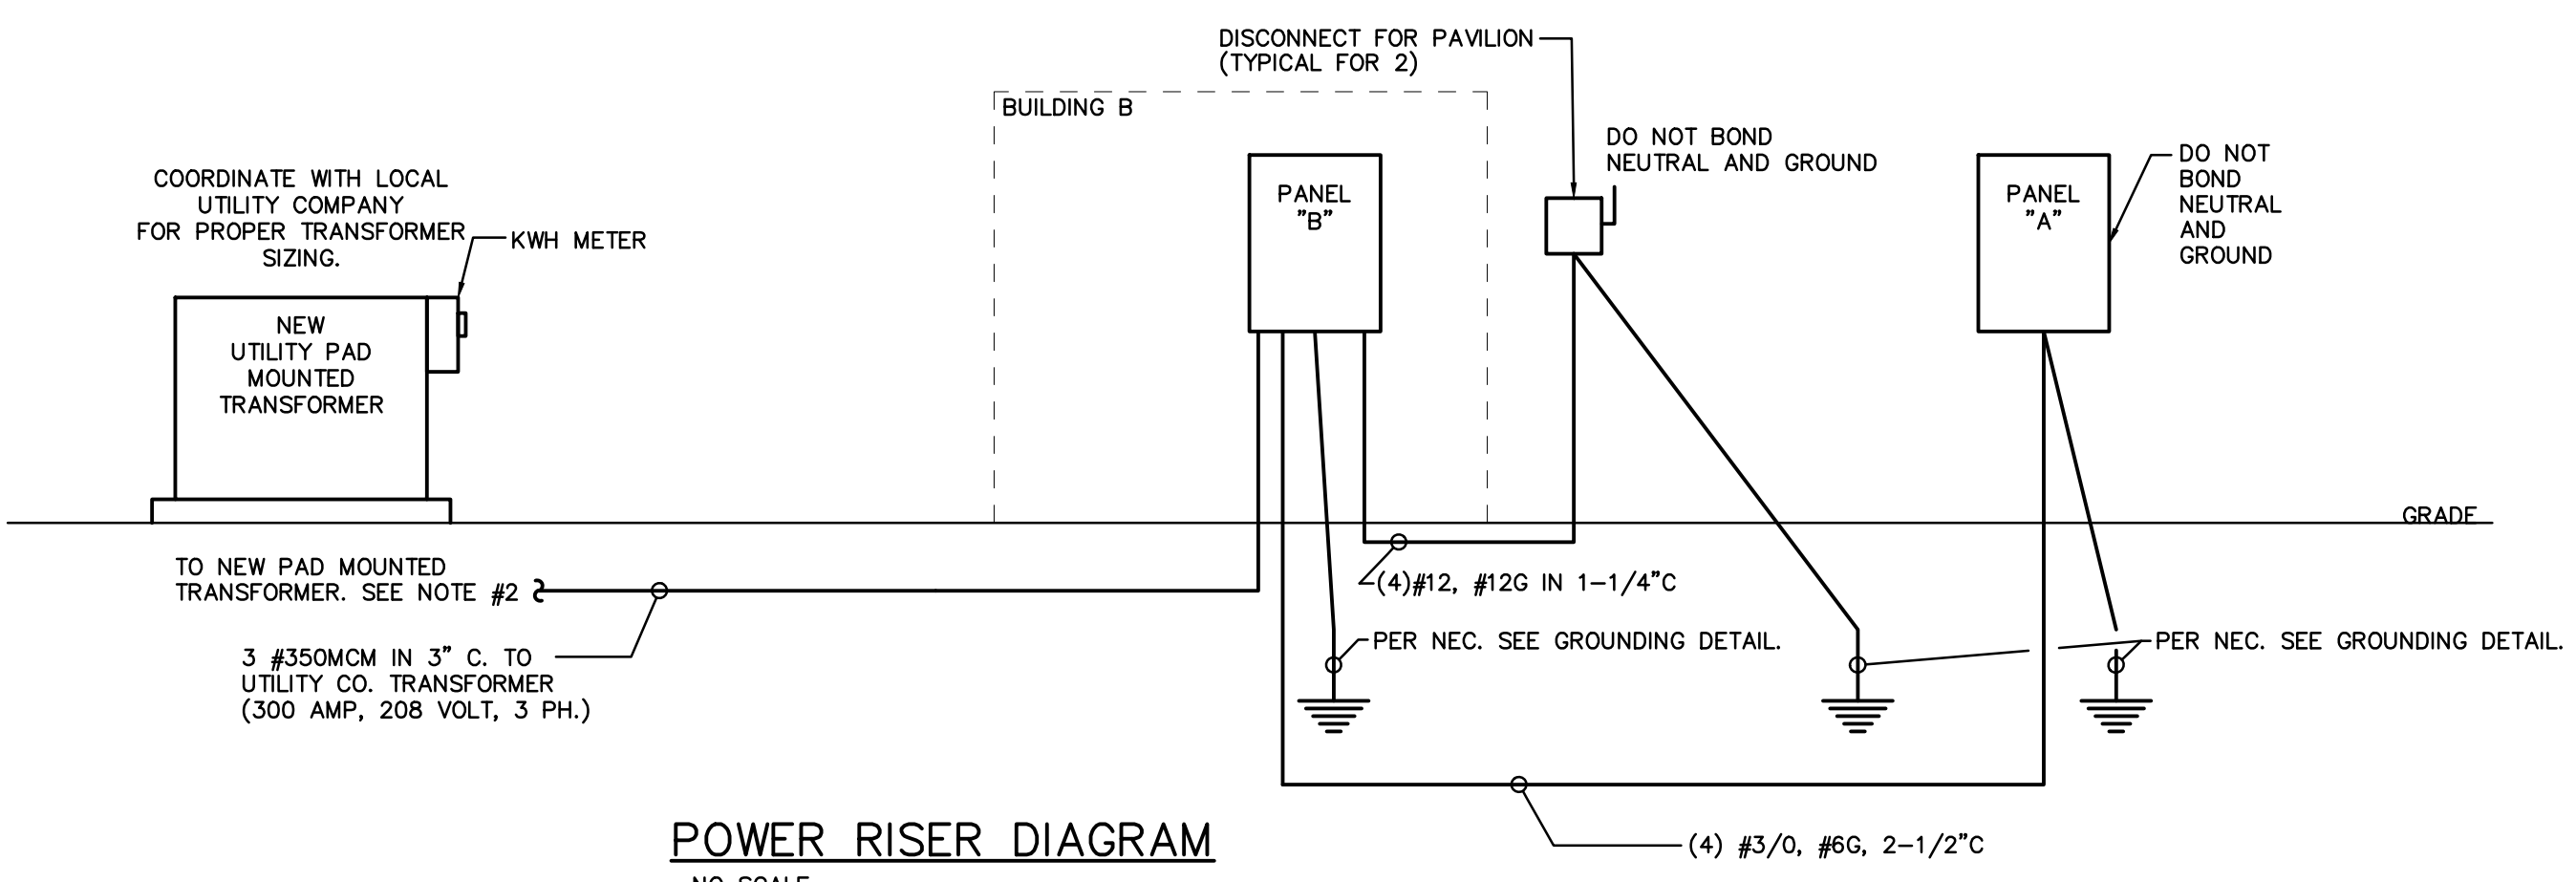 DISCONNECT FOR PAVILION
(TYPICAL FOR 2)
BUILDING B
DO NOT BOND
NEUTRAL AND GROUND
DO NOT
BOND
NEUTRAL
AND
GROUND
COORDINATE WITH LOCAL
UTILITY COMPANY
FOR PROPER TRANSFORMER
SIZING.
KWH METER
PANEL
"B"
PANEL
"A"
NEW
UTILITY PAD
MOUNTED
TRANSFORMER
GRADE
TO NEW PAD MOUNTED
TRANSFORMER. SEE NOTE #2
(4)#12, #12G IN 1-1/4"C
3 #350MCM IN 3" C. TO
UTILITY CO. TRANSFORMER
(300 AMP, 208 VOLT, 3 PH.)
PER NEC. SEE GROUNDING DETAIL.
PER NEC. SEE GROUNDING DETAIL.
(4) #3/0, #6G, 2-1/2"C
POWER RISER DIAGRAM
NO SCALE